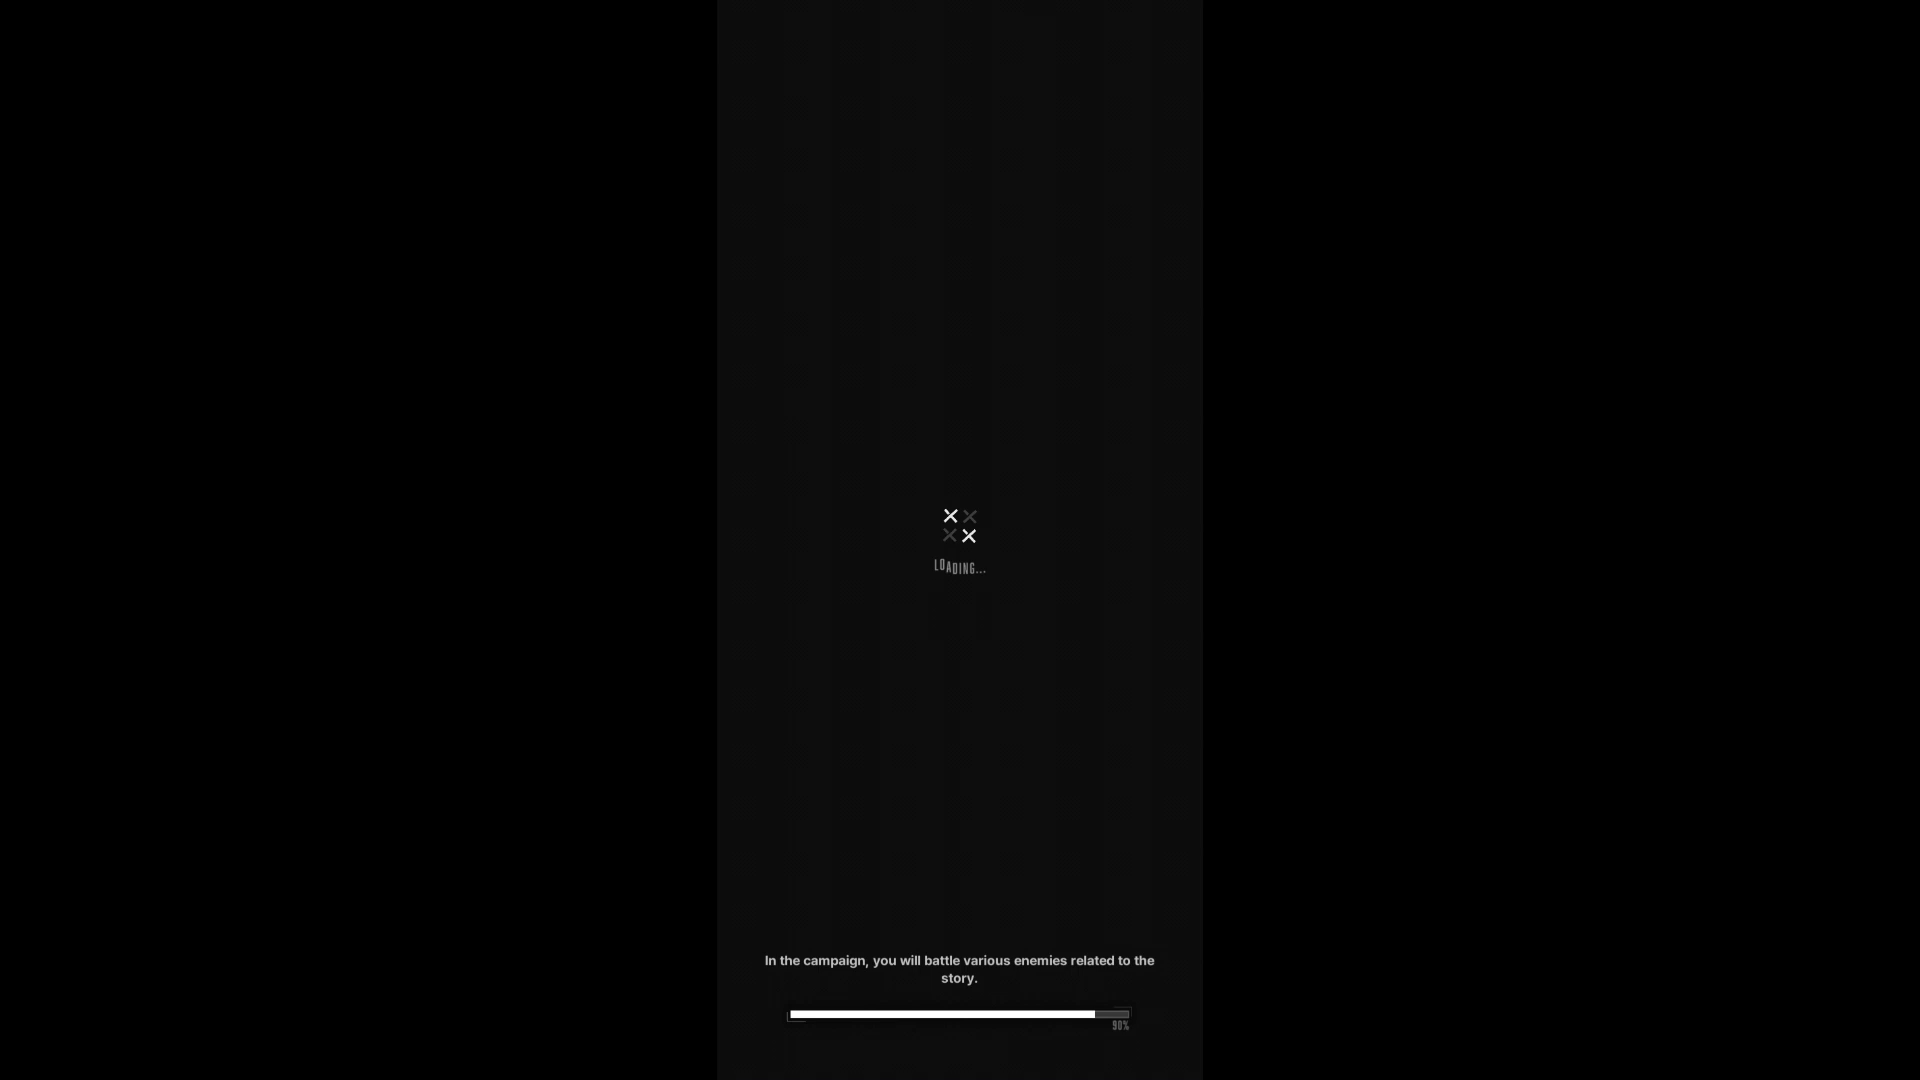 LOADING...
In the campaign, you will battle various enemies related to the
story.
90%